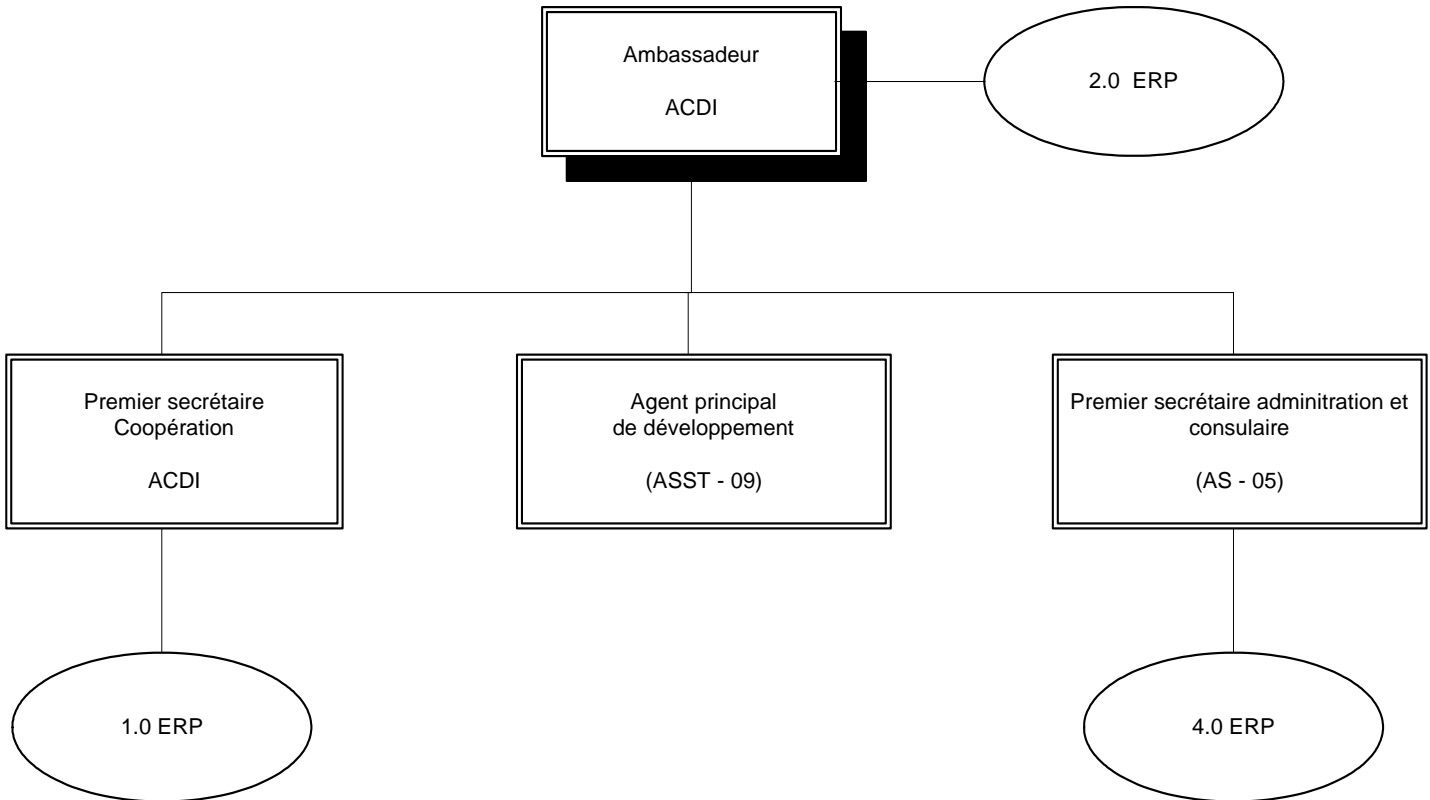 Ambassadeur
ACDI
2.0 ERP
Premier secrétaire
Coopération
ACDI
Agent principal
de développement
(ASST - 09)
Premier secrétaire adminitration et
consulaire
(AS - 05)
1.0 ERP
4.0 ERP